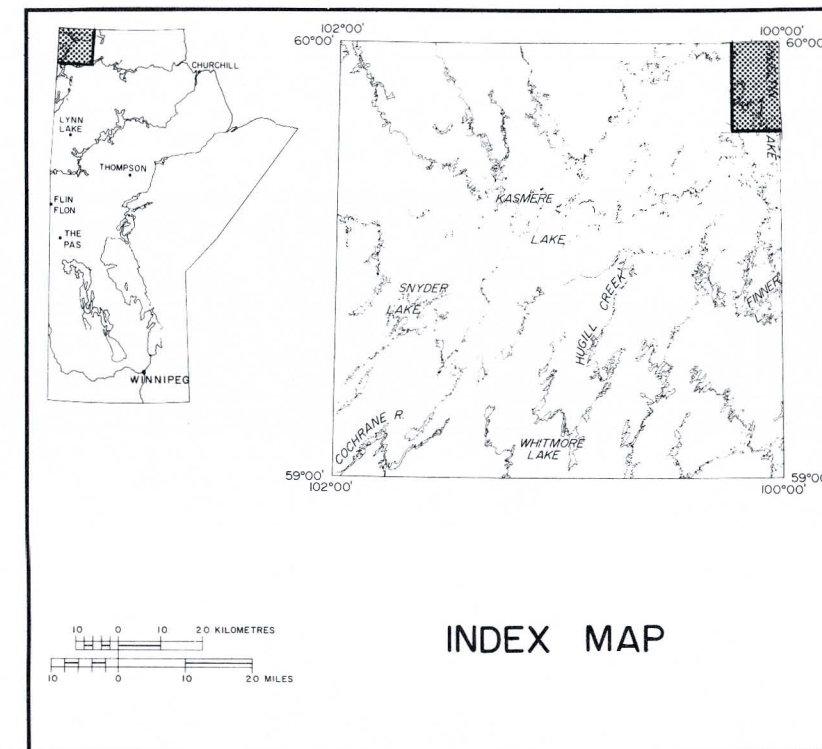 CHURCHILL
LYNN
LAKE
THOMPSON
FLIN
FLON
THE
PAS
WINNIPEG
102°00'
60°00'
100°00'
60°00'
LAKE
KASMERE
LAKE
SNYDER
LAKE
HUGILL CREEK
FINNER
COCHRANE R.
WHITMORE
LAKE
59°00'
102°00'
59°00'
100°00'
10 0 10 20 KILOMETRES
10 0 10 20 MILES
INDEX MAP